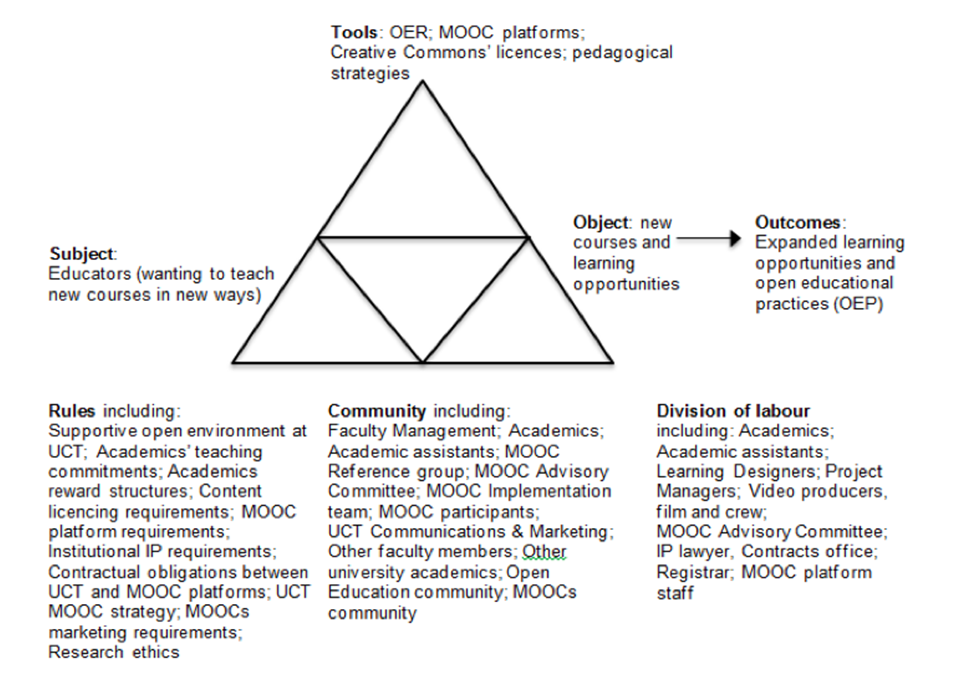 Tools: OER; MOOC platforms;
Creative Commons' licences; pedagogical
strategies
Subject:
Educators (wanting to teach
new courses in new ways)
Object: new
courses and
learning
opportunities
Outcomes:
Expanded learning
opportunities and
open educational
practices (OEP)
Rules including:
Supportive open environment at
UCT; Academics' teaching
commitments; Academics
reward structures; Content
licencing requirements; MOOC
platform requirements;
Institutional IP requirements;
Contractual obligations between
UCT and MOOC platforms; UCT
MOOC strategy; MOOCs
marketing requirements;
Research ethics
Community including:
Faculty Management; Academics;
Academic assistants; MOOC
Reference group; MOOC Advisory
Committee; MOOC Implementation
team; MOOC participants;
UCT Communications & Marketing;
Other faculty members; Other
university academics; Open
Education community; MOOCs
community
Division of labour
including: Academics;
Academic assistants;
Learning Designers; Project
Managers; Video producers,
film and crew;
MOOC Advisory Committee;
IP lawyer, Contracts office;
Registrar; MOOC platform
staff